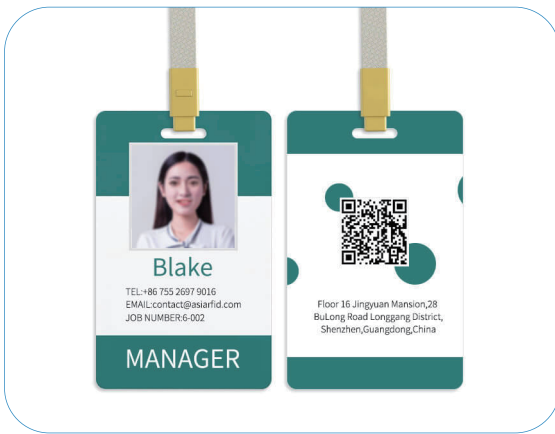 Blake
TEL:+86 755 2697 9016
EMAIL:contact@asiarfid.com
JOB NUMBER:6-002
MANAGER
Floor 16 Jingyuan Mansion,28
BuLong Road Longgang District,
Shenzhen,Guangdong,China